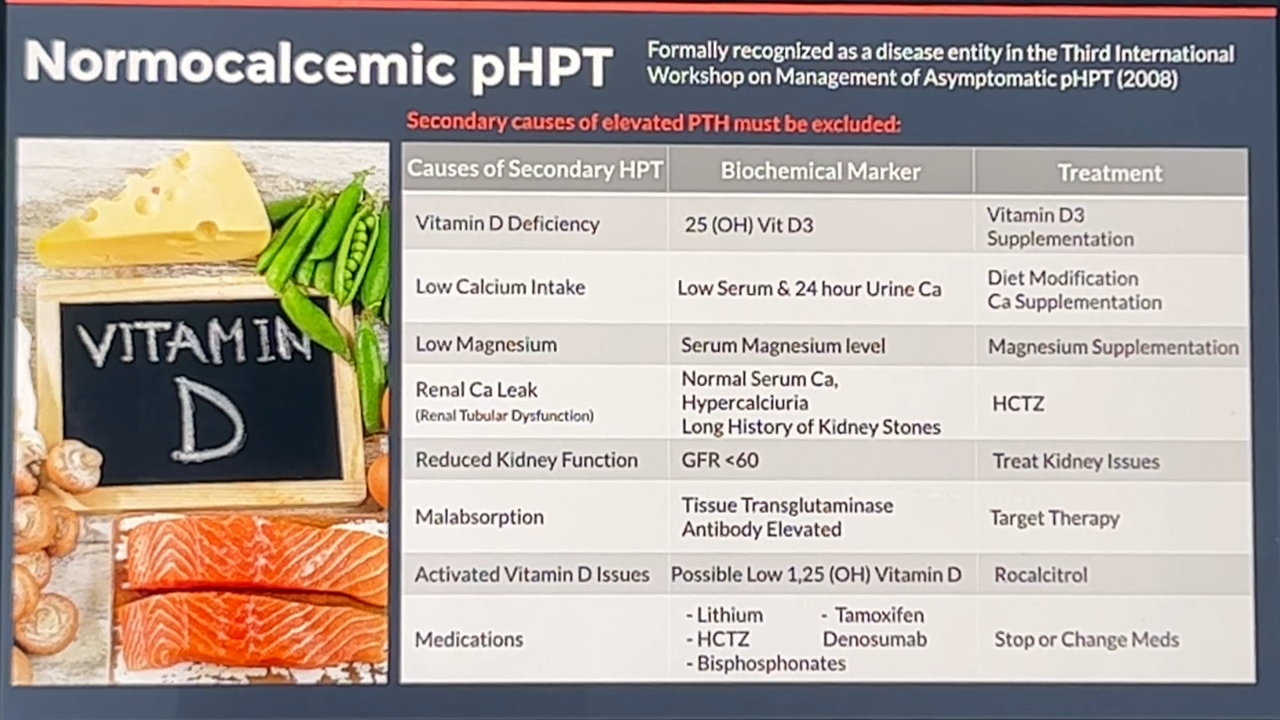 Normocalcemic pHPT
Formally recognized as a disease entity in the Third International
Workshop on Management of Asymptomatic pHPT (2008)
Secondary causes of elevated PTH must be excluded:
VITAMIN
D
Causes of Secondary HPT Biochemical Marker Treatment
Vitamin D Deficiency 25 (OH) Vit D3 Vitamin D3
Supplementation
Low Calcium Intake Low Serum & 24 hour Urine Ca Diet Modification
Ca Supplementation
Low Magnesium Serum Magnesium level Magnesium Supplementation
Renal Ca Leak
(Renal Tubular Dysfunction)
Normal Serum Ca,
Hypercalciuria
Long History of Kidney Stones
HCTZ
Reduced Kidney Function GFR <60 Treat Kidney Issues
Malabsorption Tissue Transglutaminase
Antibody Elevated
Target Therapy
Activated Vitamin D Issues Possible Low 1,25 (OH) Vitamin D Rocalcitrol
Medications
- Lithium - Tamoxifen
- HCTZ Denosumab
- Bisphosphonates
Stop or Change Meds